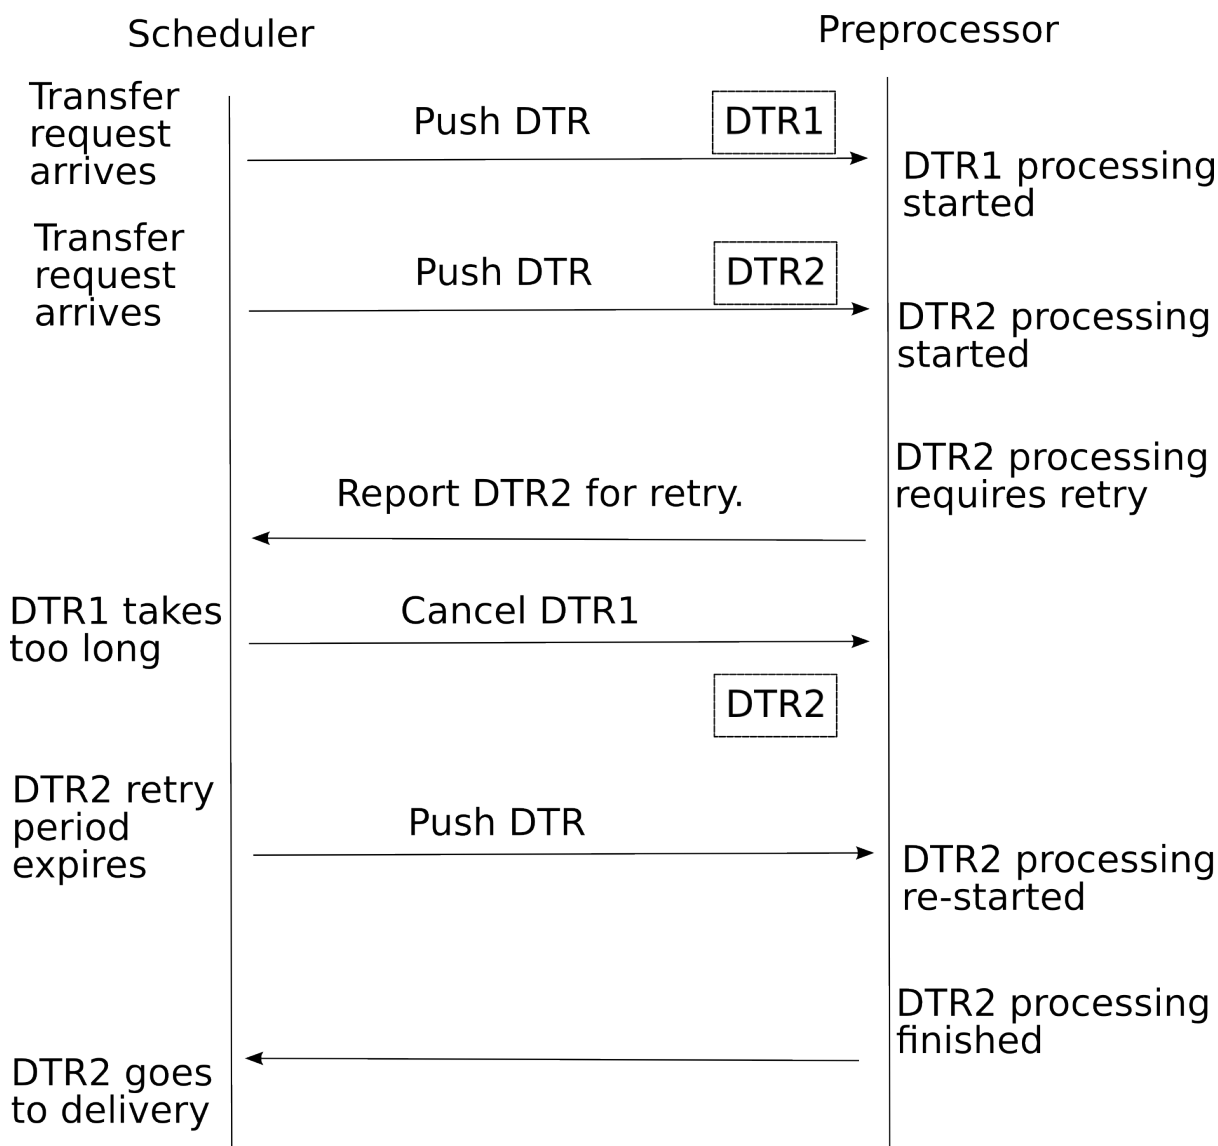 Scheduler
Preprocessor
Transfer
request
arrives
Push DTR
DTR1
DTR1 processing
started
Transfer
request
arrives
Push DTR
DTR2
DTR2 processing
started
DTR2 processing
requires retry
Report DTR2 for retry.
DTR1 takes
too long
Cancel DTR1
DTR2
DTR2 retry
period
expires
Push DTR
DTR2 processing
re-started
DTR2 processing
finished
DTR2 goes
to delivery